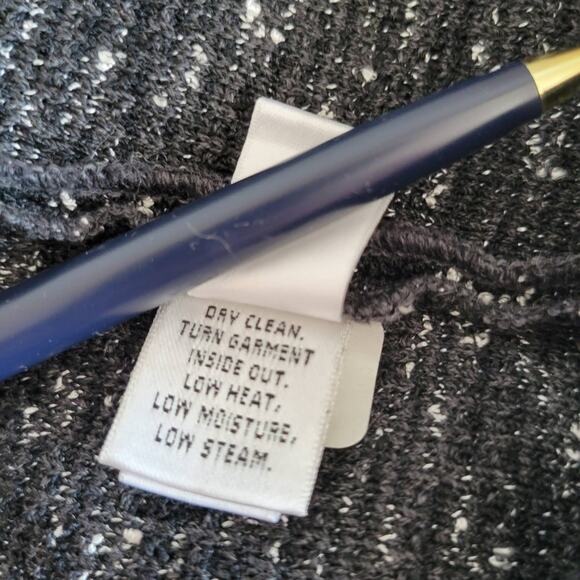 DRY CLEAN.
TURN GARMENT
INSIDE OUT.
LOW HEAT,
LOW MOISTURE,
LOW STEAM.